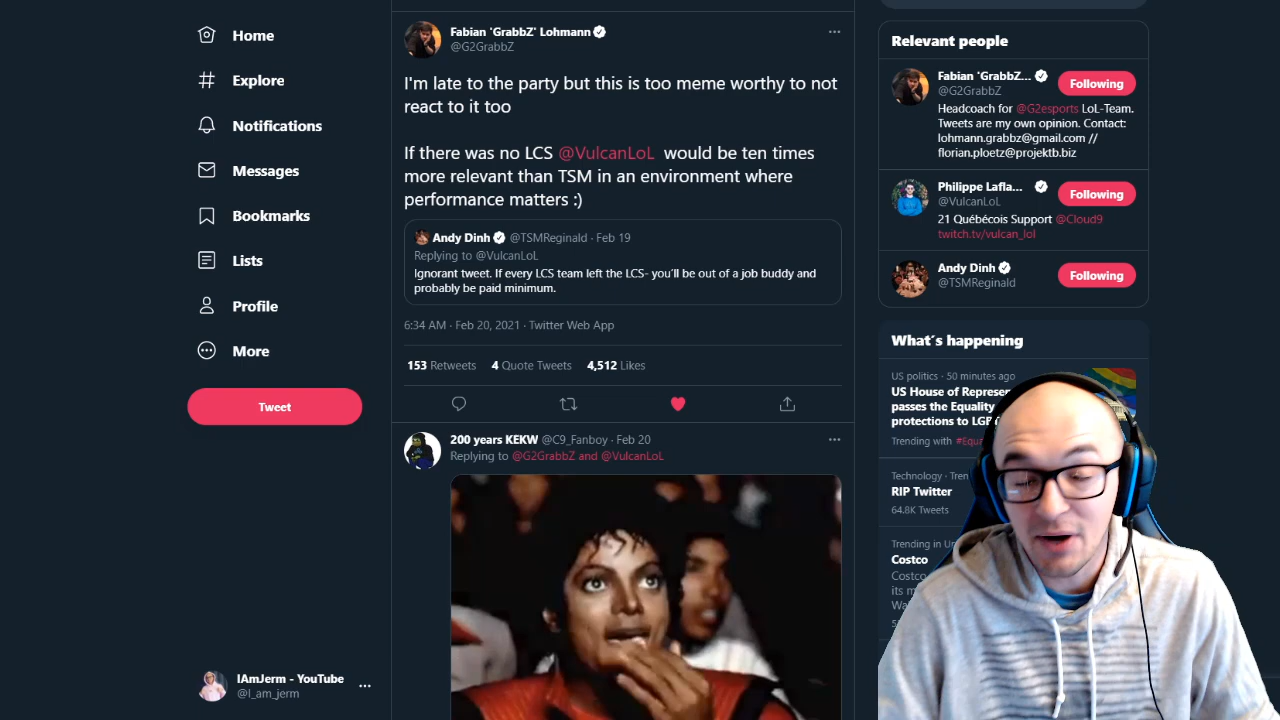 Home
Explore
Notifications
Messages
Bookmarks
Lists
Profile
More
Tweet
IAmJerm - YouTube
@I_am_jerm
Fabian 'GrabbZ' Lohmann
@G2GrabbZ
I'm late to the party but this is too meme worthy to not
react to it too
If there was no LCS @VulcanLoL would be ten times
more relevant than TSM in an environment where
performance matters :)
Andy Dinh @TSMReginald · Feb 19
Replying to @VulcanLoL
Ignorant tweet. If every LCS team left the LCS- you'll be out of a job buddy and
probably be paid minimum.
6:34 AM · Feb 20, 2021 · Twitter Web App
153 Retweets 4 Quote Tweets 4,512 Likes
200 years KEKW @C9_Fanboy · Feb 20
Replying to @G2GrabbZ and @VulcanLoL
Relevant people
Fabian 'GrabbZ...
@G2GrabbZ
Following
Headcoach for @G2esports LoL-Team.
Tweets are my own opinion. Contact:
lohmann.grabbz@gmail.com //
florian.ploetz@projektb.biz
Philippe Lafla...
@VulcanLoL
Following
21 Québécois Support @Cloud9
twitch.tv/vulcan_lol
Andy Dinh
@TSMReginald
Following
What's happening
US politics · 50 minutes ago
US House of Represen
passes the Equality
protections to LGB
Trending with #Equa
Technology · Tren
RIP Twitter
64.8K Tweets
Trending in Un
Costco
Costco
its m
Wa